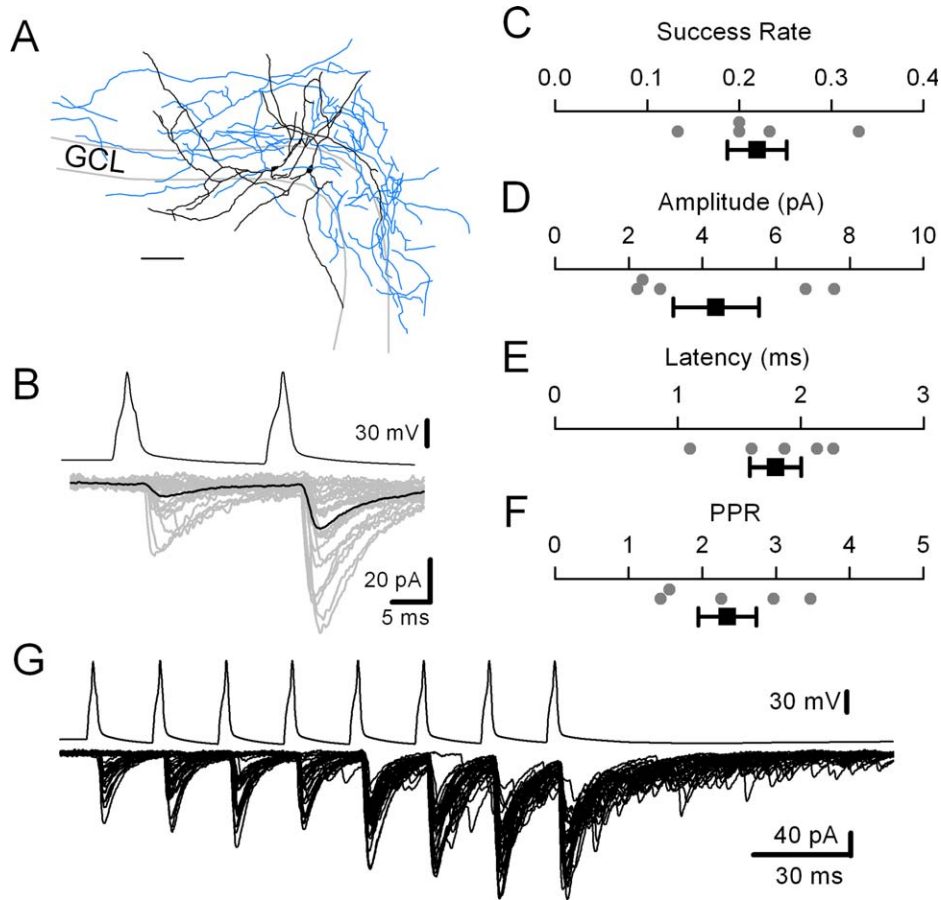 A
GCL
B
30 mV
20 pA
5 ms
C
Success Rate
0.0 0.1 0.2 0.3 0.4
D
Amplitude (pA)
0 2 4 6 8 10
E
Latency (ms)
0 1 2 3
F
PPR
0 1 2 3 4 5
G
30 mV
40 pA
30 ms